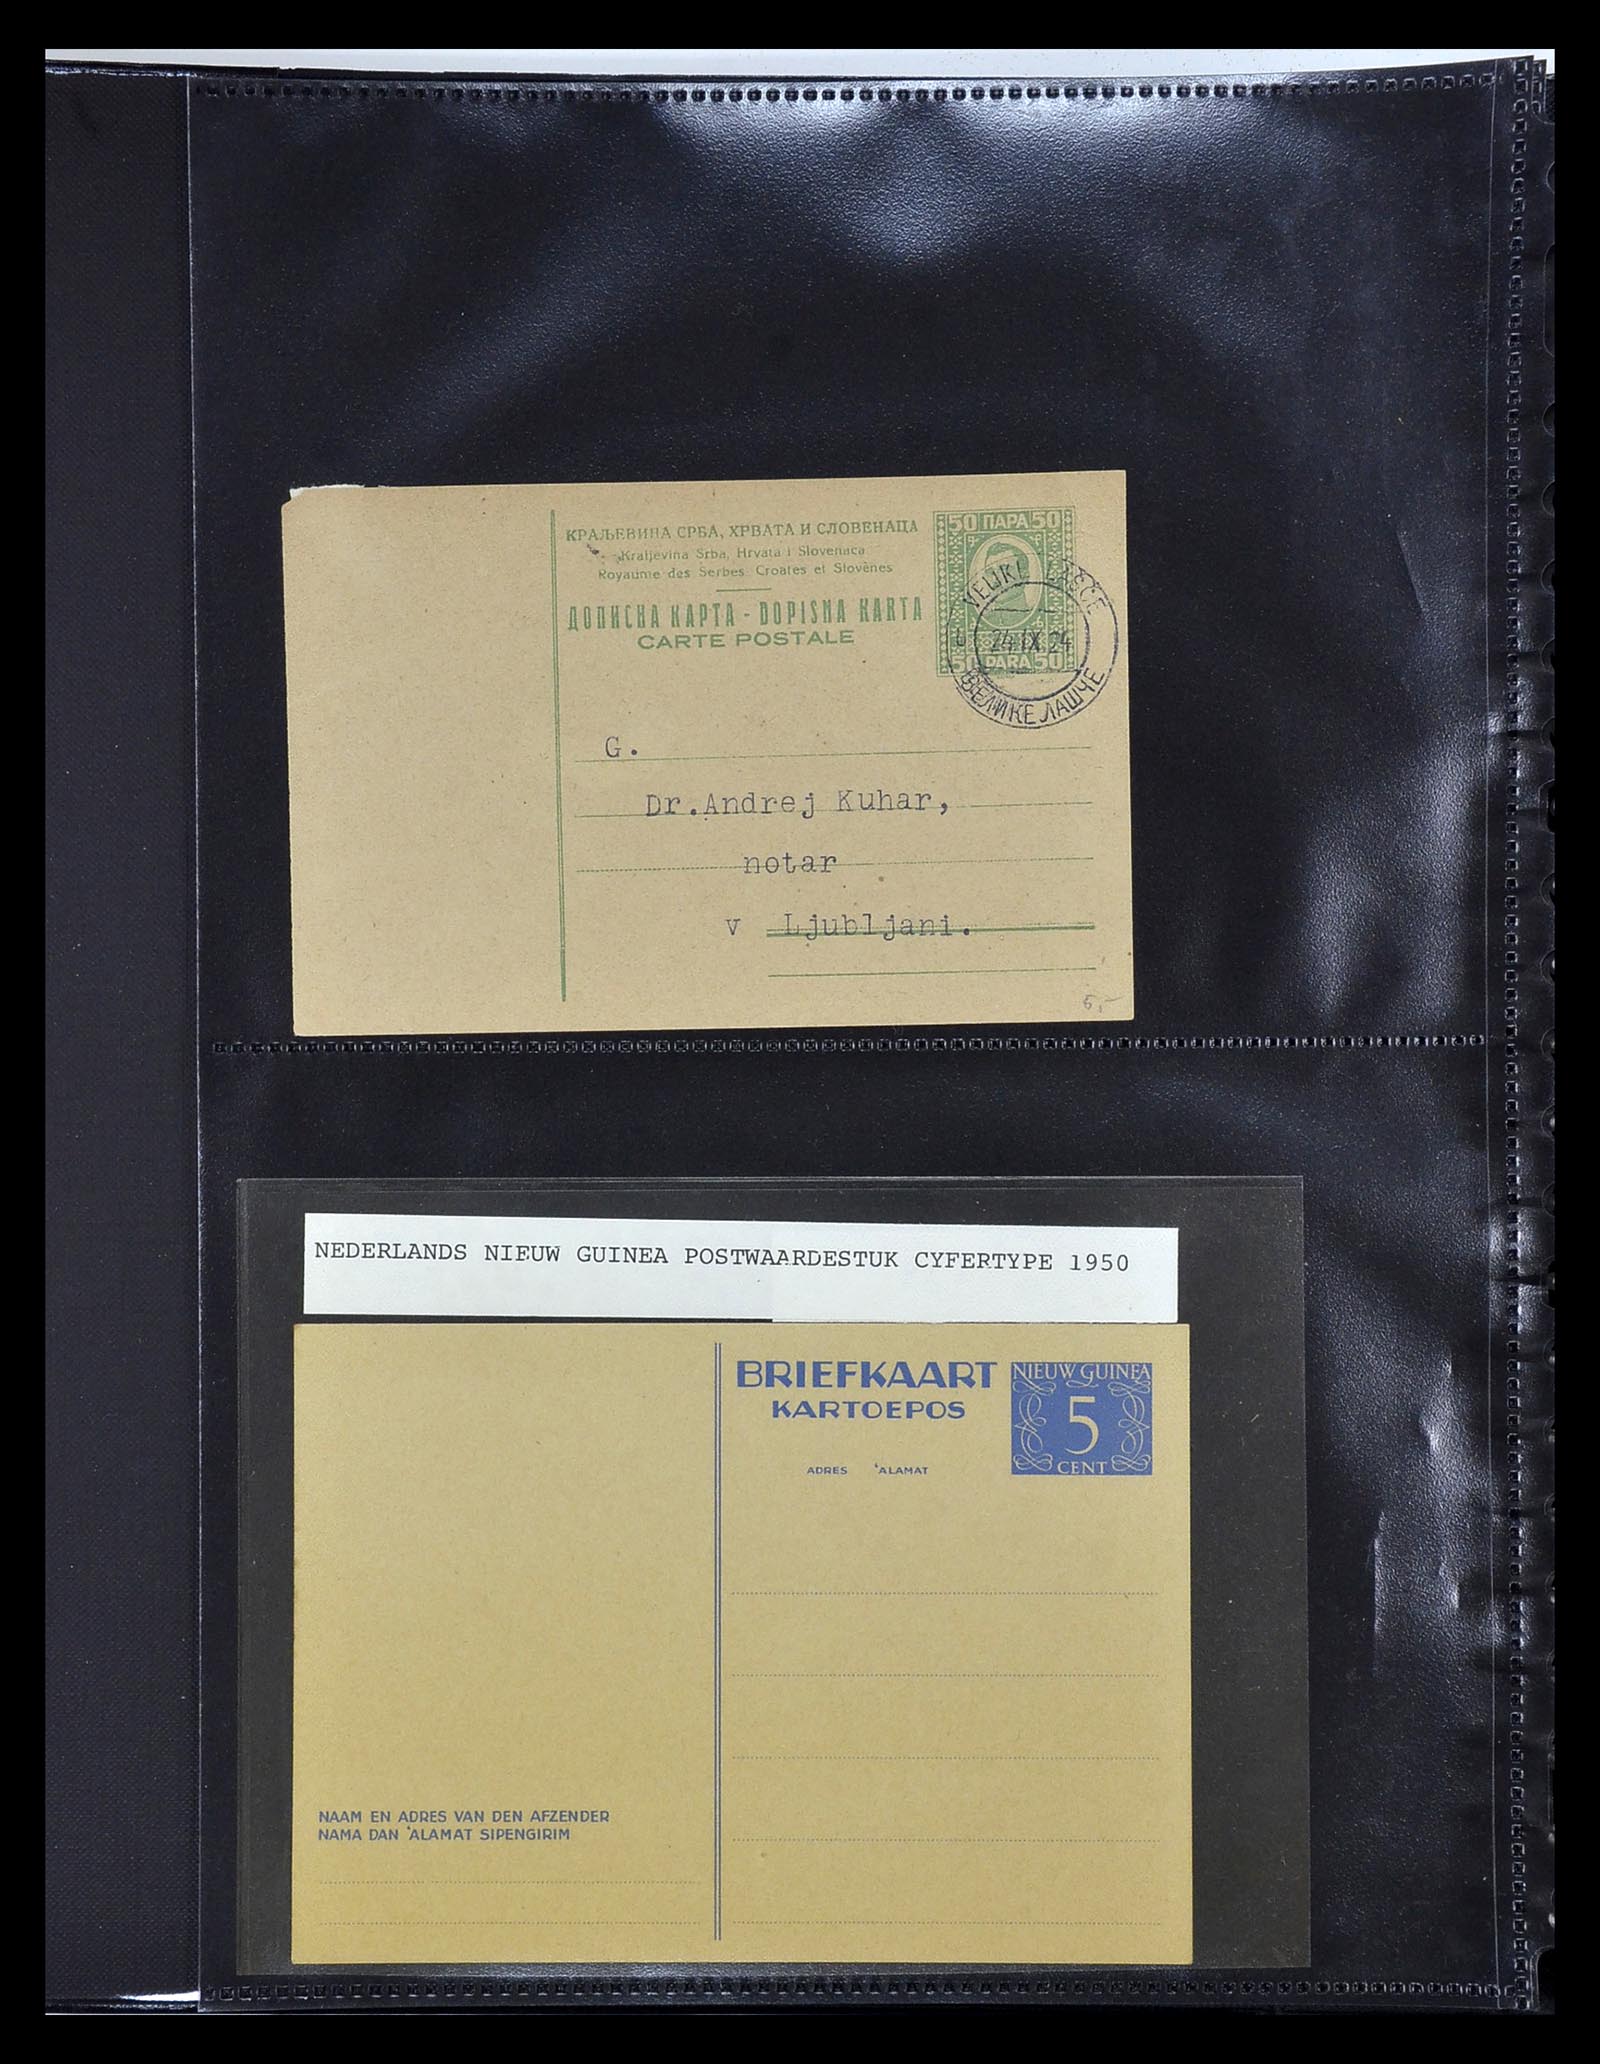 КРАЉЕВИНА СРБА, ХРВАТА И СЛОВЕНАЦА
Kraljevina Srba, Hrvata i Slovenaca
Royaume des Serbes Croates et Slovènes
ДОПИСНА КАРТА - DOPISNA KARTA
CARTE POSTALE
50 ПАРА 50
50 PARA 50
24 IX 24
ВЕЛИКЕ ЛАШЧЕ
G.
Dr.Andrej Kuhar,
notar
v Ljubljani.
5,-
NEDERLANDS NIEUW GUINEA POSTWAARDESTUK CYFERTYPE 1950
BRIEFKAART
KARTOEPOS
ADRES ‘ALAMAT
NIEUW GUINEA
5
CENT
NAAM EN ADRES VAN DEN AFZENDER
NAMA DAN ‘ALAMAT SIPENGIRIM